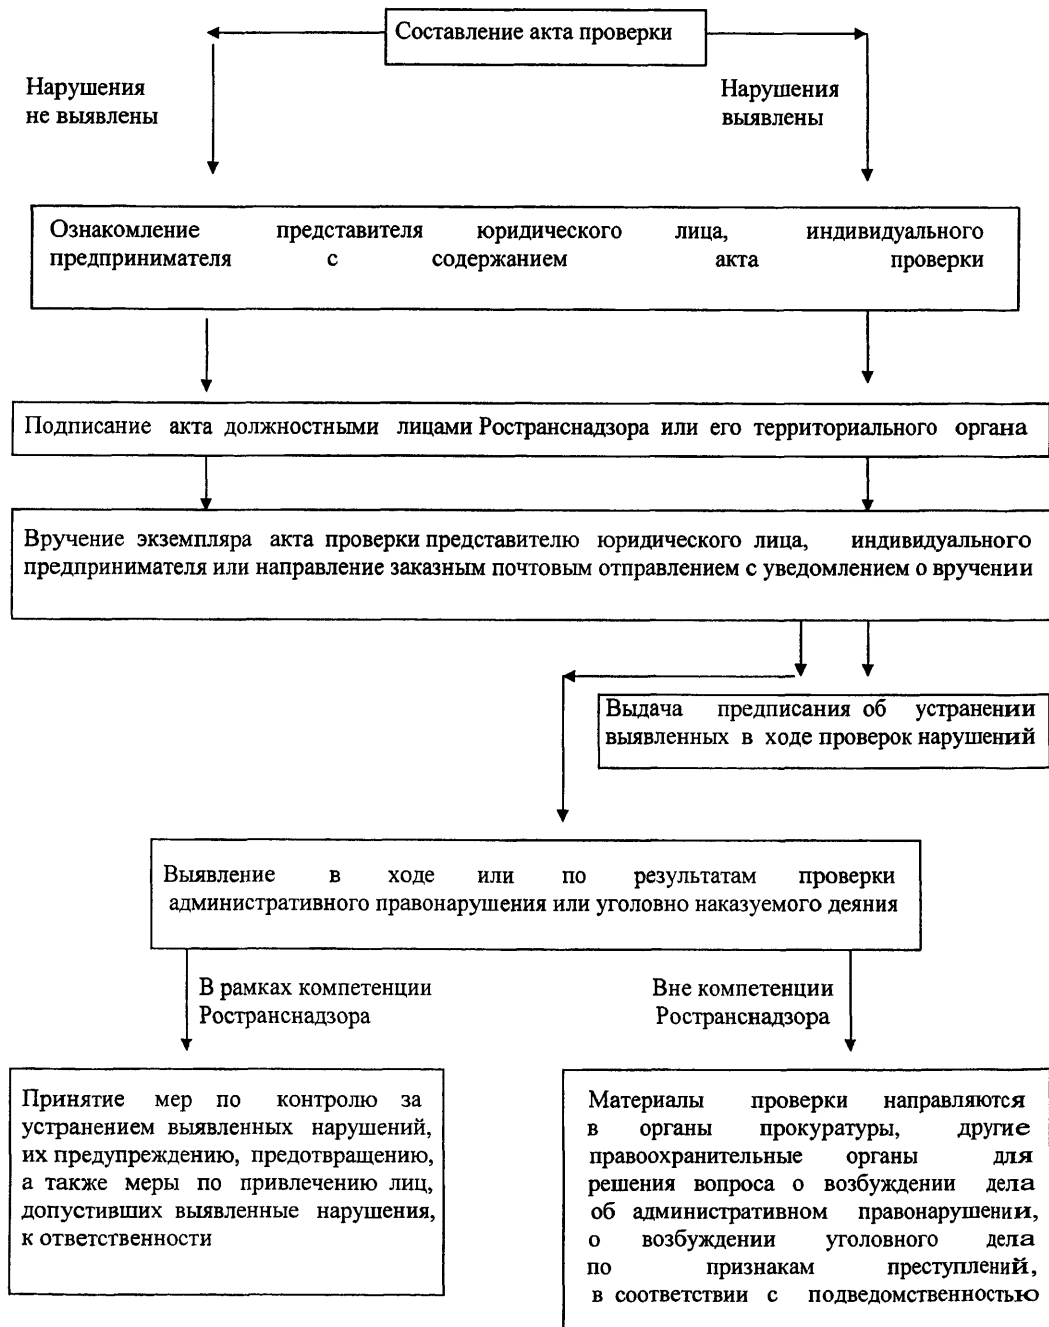 Составление акта проверки
Нарушения
не выявлены
Нарушения
выявлены
Ознакомление представителя юридического лица, индивидуального
предпринимателя с содержанием акта проверки
Подписание акта должностными лицами Ространснадзора или его территориального органа
Вручение экземпляра акта проверки представителю юридического лица, индивидуального
предпринимателя или направление заказным почтовым отправлением с уведомлением о вручении
Выдача предписания об устранении
выявленных в ходе проверок нарушений
Выявление в ходе или по результатам проверки
административного правонарушения или уголовно наказуемого деяния
В рамках компетенции
Ространснадзора
Вне компетенции
Ространснадзора
Принятие мер по контролю за
устранением выявленных нарушений,
их предупреждению, предотвращению,
а также меры по привлечению лиц,
допустивших выявленные нарушения,
к ответственности
Материалы проверки направляются
в органы прокуратуры, другие
правоохранительные органы для
решения вопроса о возбуждении дела
об административном правонарушении,
о возбуждении уголовного дела
по признакам преступлений,
в соответствии с подведомственностью